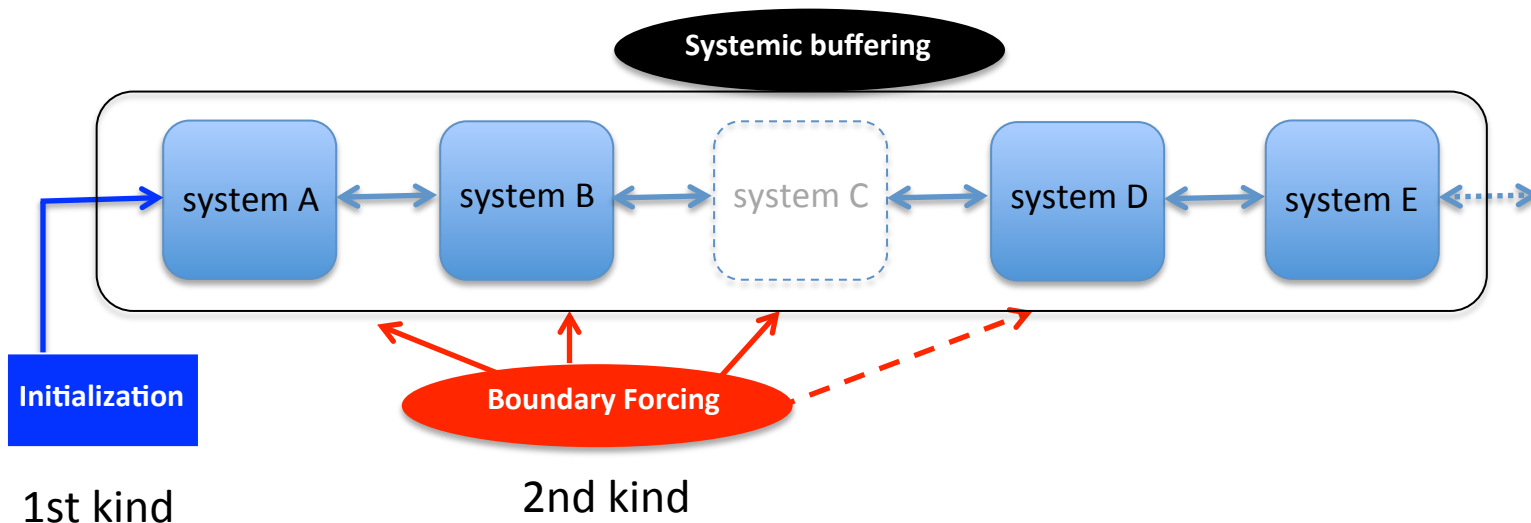 Systemic buffering
system A
system B
system C
system D
system E
Initialization
Boundary Forcing
1st kind
2nd kind